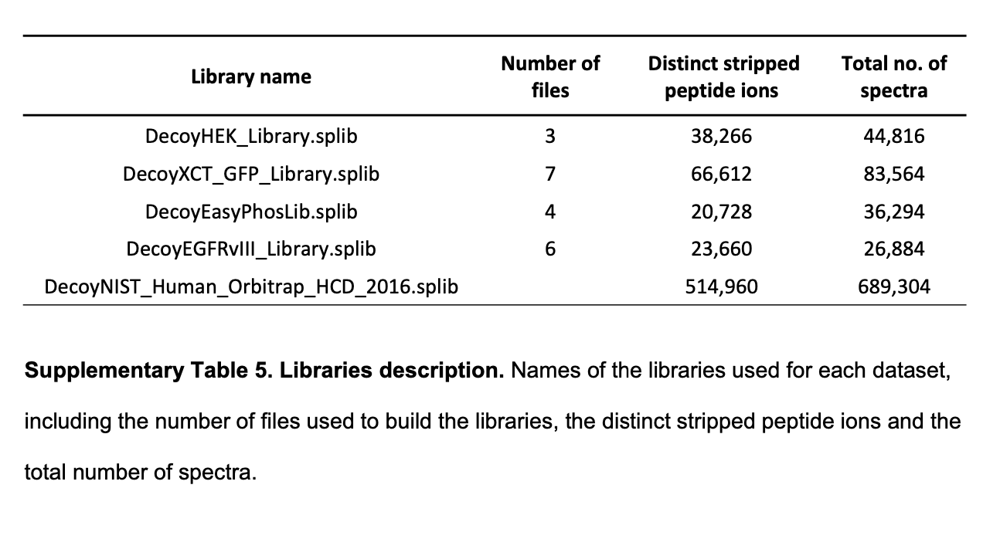 Library name Number of files Distinct stripped peptide ions Total no. of spectra
DecoyHEK_Library.splib 3 38,266 44,816
DecoyXCT_GFP_Library.splib 7 66,612 83,564
DecoyEasyPhosLib.splib 4 20,728 36,294
DecoyEGFRvIII_Library.splib 6 23,660 26,884
DecoyNIST_Human_Orbitrap_HCD_2016.splib 514,960 689,304
Supplementary Table 5. Libraries description. Names of the libraries used for each dataset,
including the number of files used to build the libraries, the distinct stripped peptide ions and the
total number of spectra.